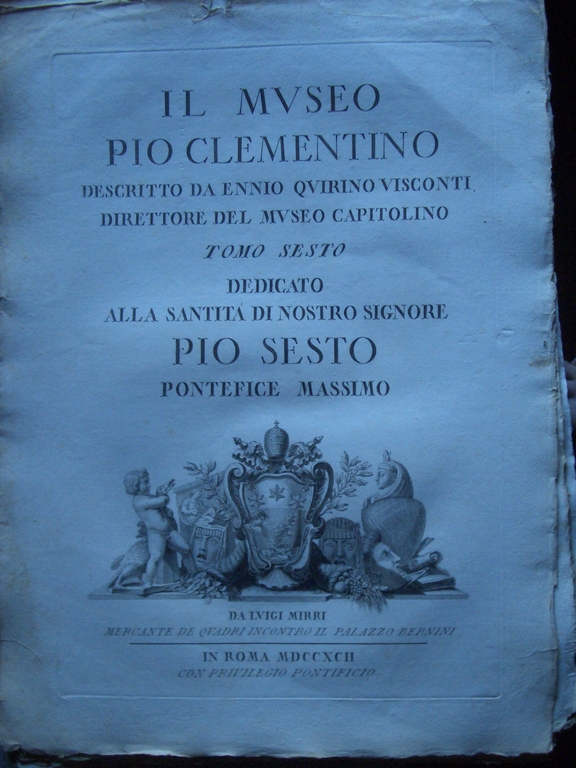 IL MVSEO
PIO CLEMENTINO
DESCRITTO DA ENNIO QVIRINO VISCONTI
DIRETTORE DEL MVSEO CAPITOLINO
TOMO SESTO
DEDICATO
ALLA SANTITÁ DI NOSTRO SIGNORE
PIO SESTO
PONTEFICE MASSIMO
DA LVIGI MIRRI
MERCANTE DE QVADRI INCONTRO IL PALAZZO BERNINI
IN ROMA MDCCXCII
CON PRIVILEGIO PONTIFICIO